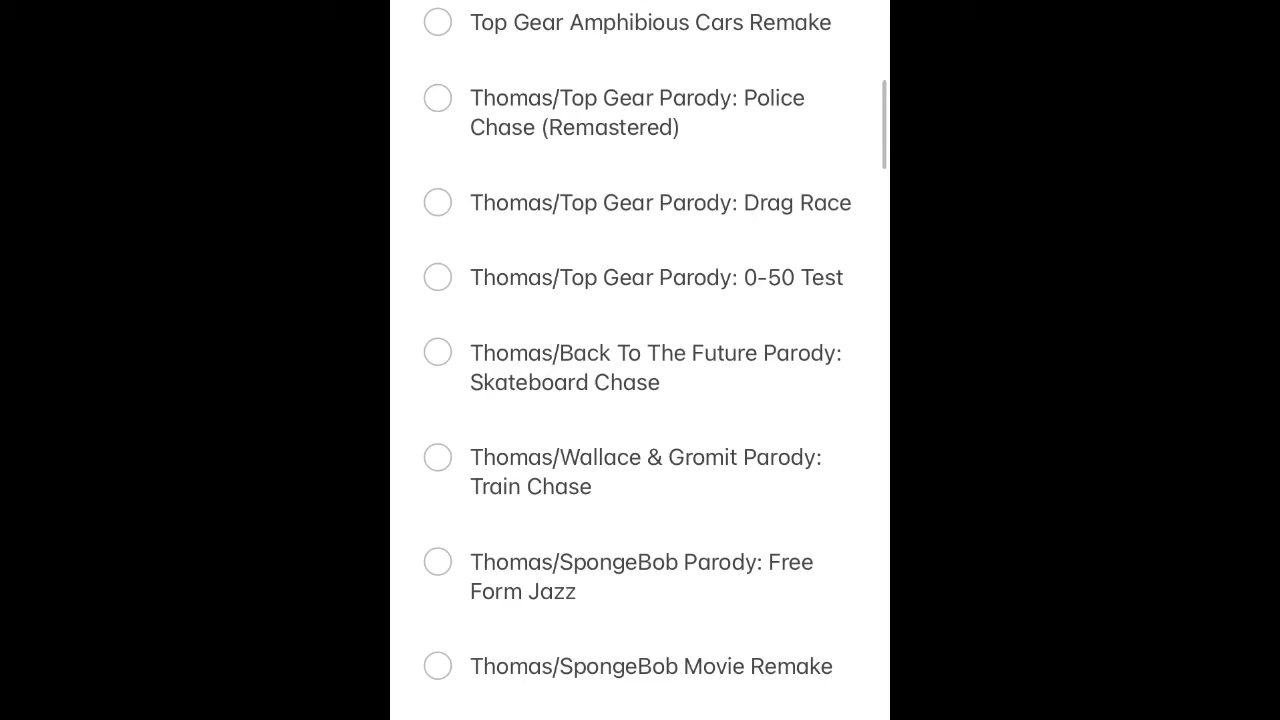 Top Gear Amphibious Cars Remake
Thomas/Top Gear Parody: Police
Chase (Remastered)
Thomas/Top Gear Parody: Drag Race
Thomas/Top Gear Parody: 0-50 Test
Thomas/Back To The Future Parody:
Skateboard Chase
Thomas/Wallace & Gromit Parody:
Train Chase
Thomas/SpongeBob Parody: Free
Form Jazz
Thomas/SpongeBob Movie Remake